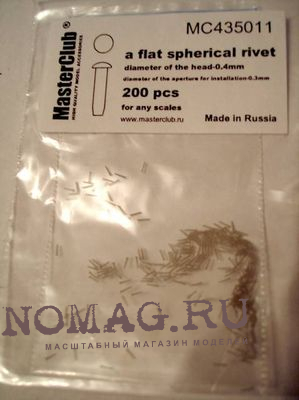 MasterClub®
HIGH QUALITY MODEL ACCESSORIES
MC435011
a flat spherical rivet
diameter of the head-0.4mm
diameter of the aperture for installation-0.3mm
200 pcs
for any scales
www.masterclub.ru
Made in Russia
NOMAG.RU
МАСШТАБНЫЙ МАГАЗИН МОДЕЛЕЙ